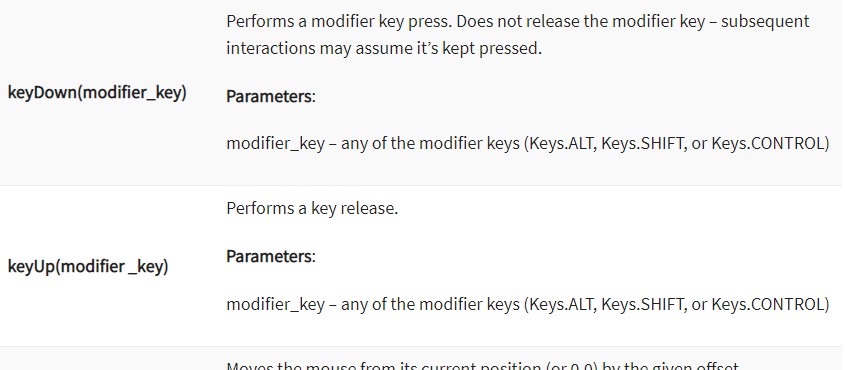 Performs a modifier key press. Does not release the modifier key – subsequent
interactions may assume it’s kept pressed.
keyDown(modifier_key)
Parameters:
modifier_key – any of the modifier keys (Keys.ALT, Keys.SHIFT, or Keys.CONTROL)
Performs a key release.
keyUp(modifier _key)
Parameters:
modifier_key – any of the modifier keys (Keys.ALT, Keys.SHIFT, or Keys.CONTROL)
Moves the mouse from its current position (or 0,0) by the given offset.